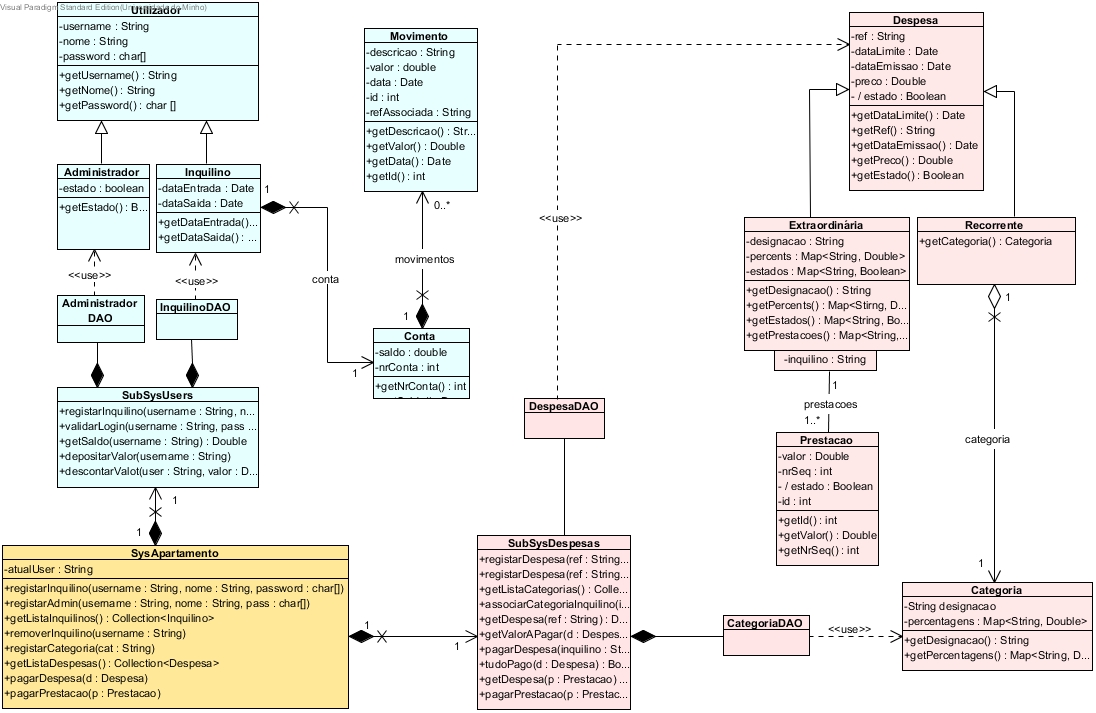 Visual Paradigm Standard Edition(Universidade do Minho)
Utilizador
-username : String
-nome : String
-password : char[]
+getUsername() : String
+getNome() : String
+getPassword() : char []
Administrador
-estado : boolean
+getEstado() : B...
Inquilino
-dataEntrada : Date
-dataSaida : Date
+getDataEntrada()...
+getDataSaida() : ...
1
<<use>>
<<use>>
Administrador
DAO
InquilinoDAO
SubSysUsers
+registarInquilino(username : String, n...
+validarLogin(username : String, pass ...
+getSaldo(username : String) : Double
+depositarValor(username : String)
+descontarValot(user : String, valor : D...
1
1
SysApartamento
-atualUser : String
+registarInquilino(username : String, nome : String, password : char[])
+registarAdmin(username : String, nome : String, pass : char[])
+getListaInquilinos() : Collection<Inquilino>
+removerInquilino(username : String)
+registarCategoria(cat : String)
+getListaDespesas() : Collection<Despesa>
+pagarDespesa(d : Despesa)
+pagarPrestacao(p : Prestacao)
1
1
Movimento
-descricao : String
-valor : double
-data : Date
-id : int
-refAssociada : String
+getDescricao() : Str...
+getValor() : Double
+getData() : Date
+getId() : int
0..*
movimentos
1
conta
1
Conta
-saldo : double
-nrConta : int
+getNrConta() : int
<<use>>
DespesaDAO
SubSysDespesas
+registarDespesa(ref : String...
+registarDespesa(ref : String...
+getListaCategorias() : Colle...
+associarCategoriaInquilino(i...
+getDespesa(ref : String) : D...
+getValorAPagar(d : Despes...
+pagarDespesa(inquilino : St...
+tudoPago(d : Despesa) : Bo...
+getDespesa(p : Prestacao) ...
+pagarPrestacao(p : Prestac...
Despesa
-ref : String
-dataLimite : Date
-dataEmissao : Date
-preco : Double
- / estado : Boolean
+getDataLimite() : Date
+getRef() : String
+getDataEmissao() : Date
+getPreco() : Double
+getEstado() : Boolean
Extraordinária
-designacao : String
-percents : Map<String, Double>
-estados : Map<String, Boolean>
+getDesignacao() : String
+getPercents() : Map<Stirng, D...
+getEstados() : Map<String, Bo...
+getPrestacoes() : Map<String,...
-inquilino : String
1
prestacoes
1..*
Prestacao
-valor : Double
-nrSeq : int
- / estado : Boolean
-id : int
+getId() : int
+getValor() : Double
+getNrSeq() : int
Recorrente
+getCategoria() : Categoria
1
categoria
1
CategoriaDAO
<<use>>
Categoria
-String designacao
-percentagens : Map<String, Double>
+getDesignacao() : String
+getPercentagens() : Map<String, D...